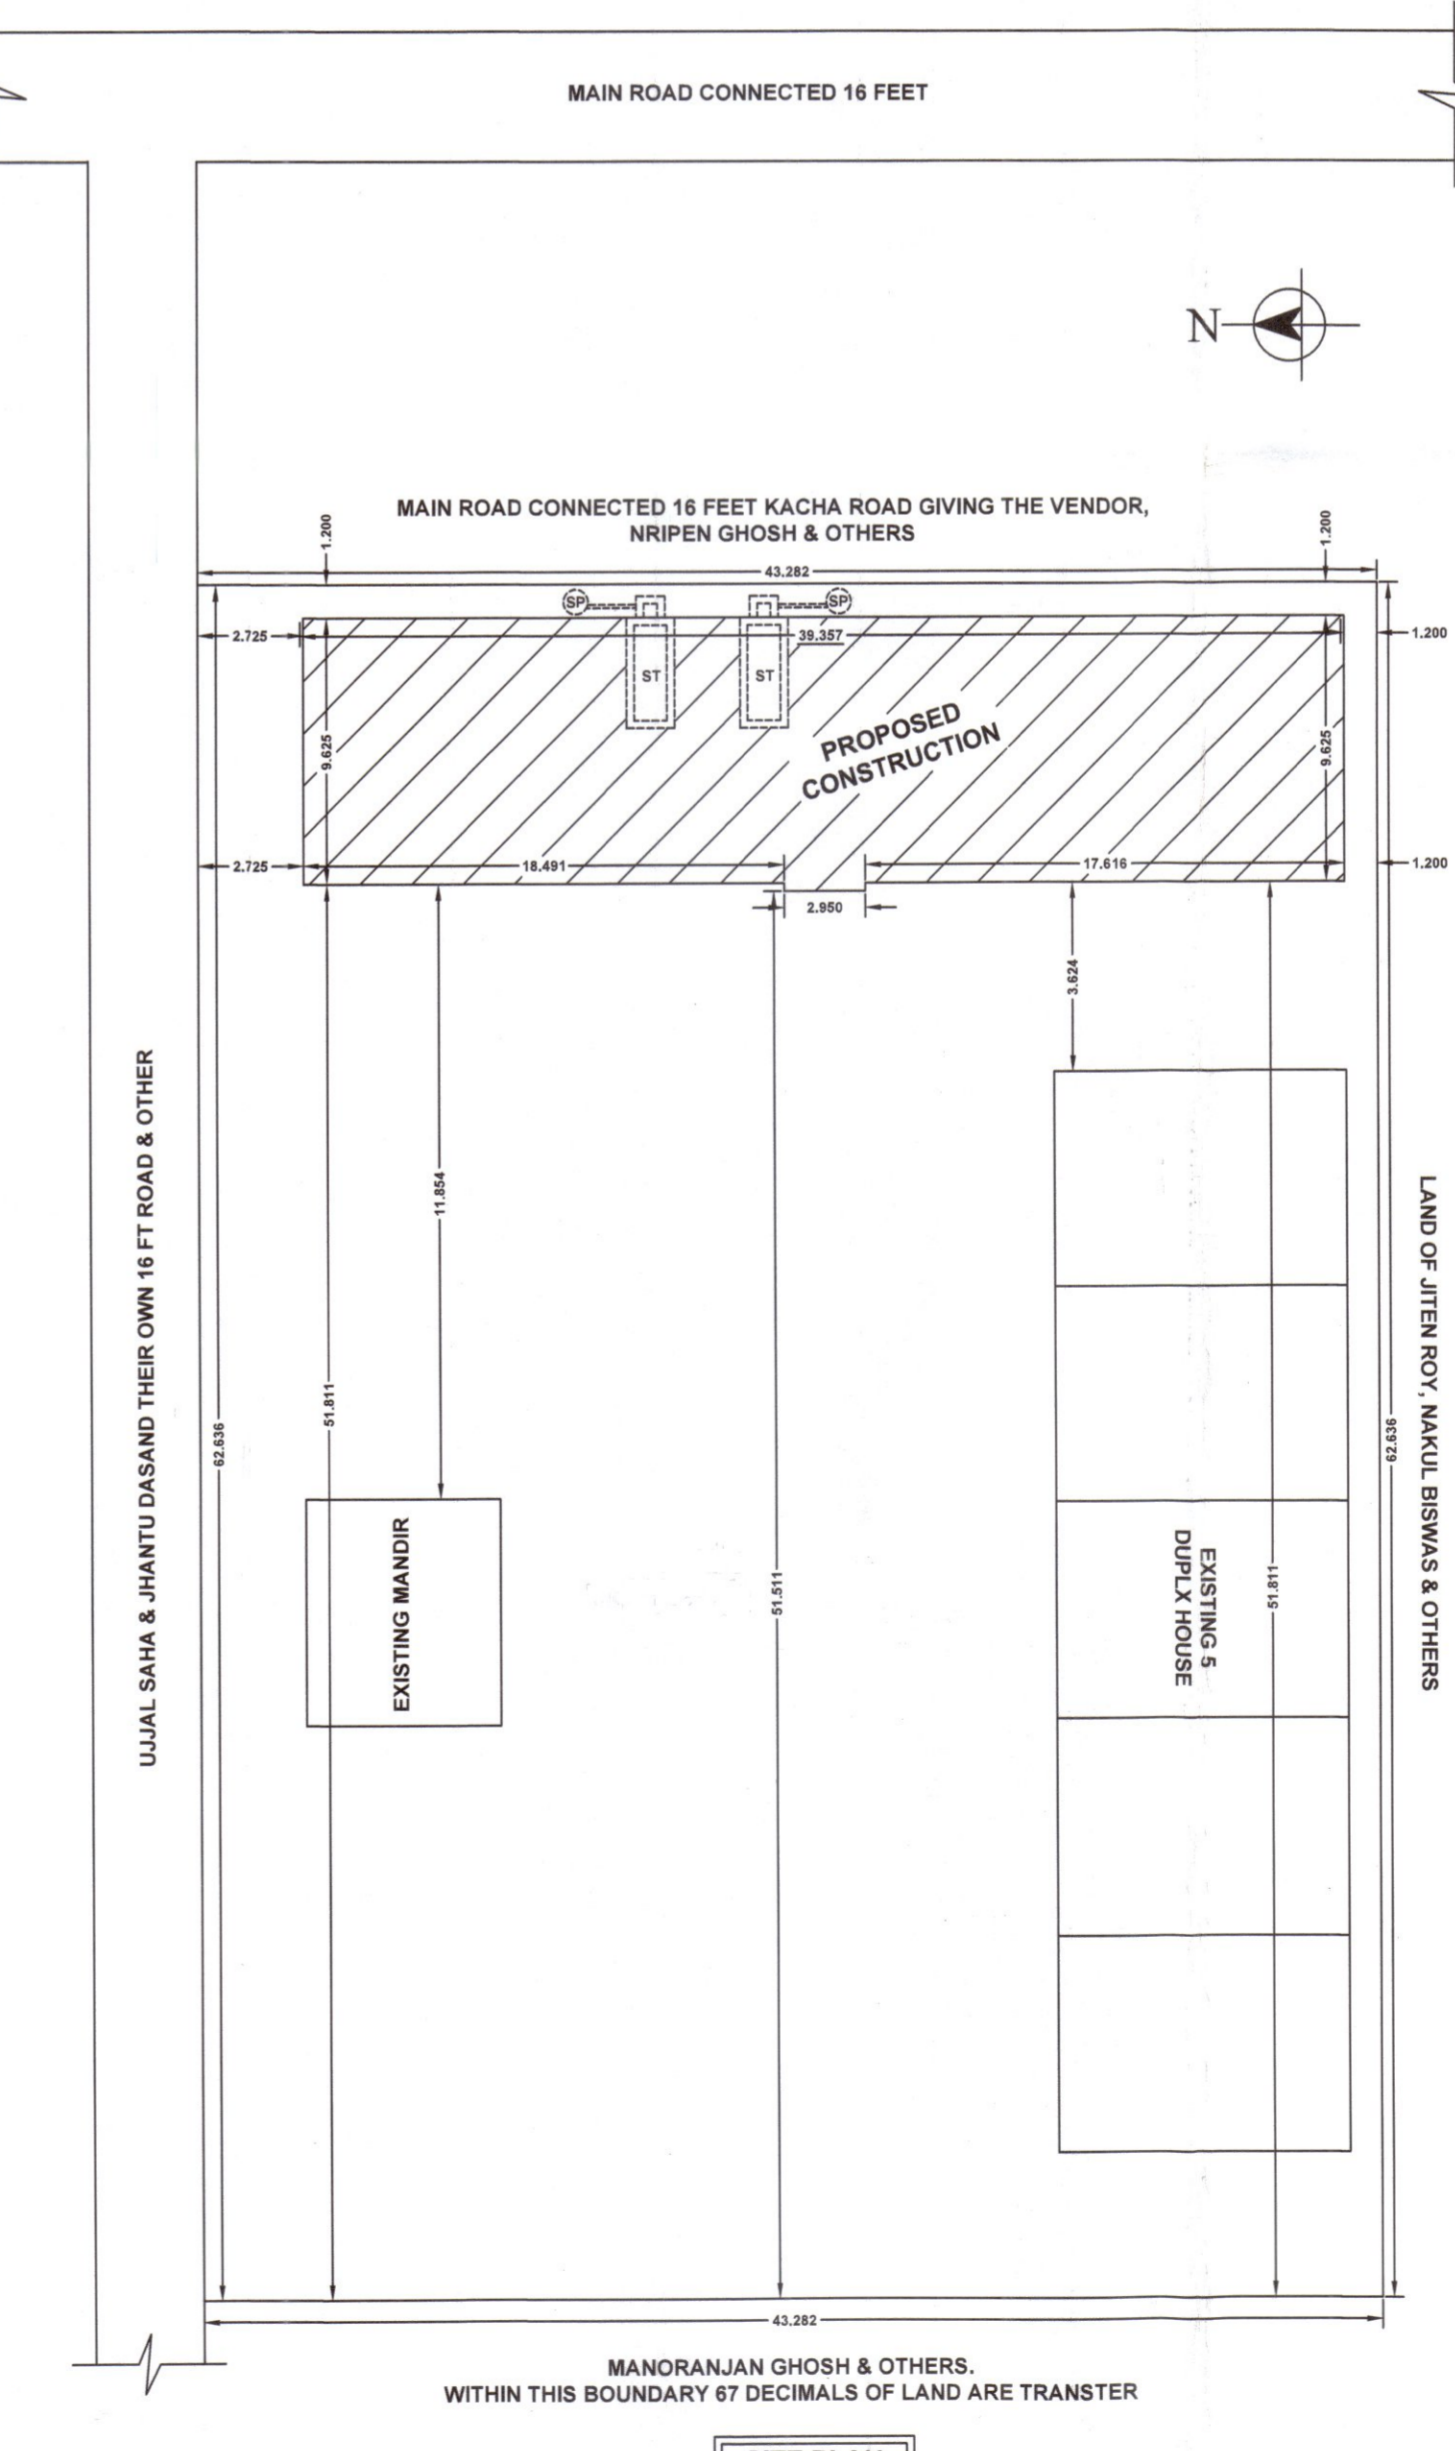 MAIN ROAD CONNECTED 16 FEET
N
MAIN ROAD CONNECTED 16 FEET KACHA ROAD GIVING THE VENDOR,
NRIPEN GHOSH & OTHERS
1.200
1.200
43.282
SP
SP
2.725
39.357
1.200
ST
ST
PROPOSED
CONSTRUCTION
9.625
9.625
2.725
18.491
17.616
1.200
2.950
3.624
11.854
UJJAL SAHA & JHANTU DASAND THEIR OWN 16 FT ROAD & OTHER
LAND OF JITEN ROY, NAKUL BISWAS & OTHERS
62.636
51.811
51.511
51.811
62.636
EXISTING MANDIR
EXISTING 5
DUPLX HOUSE
43.282
MANORANJAN GHOSH & OTHERS.
WITHIN THIS BOUNDARY 67 DECIMALS OF LAND ARE TRANSTER